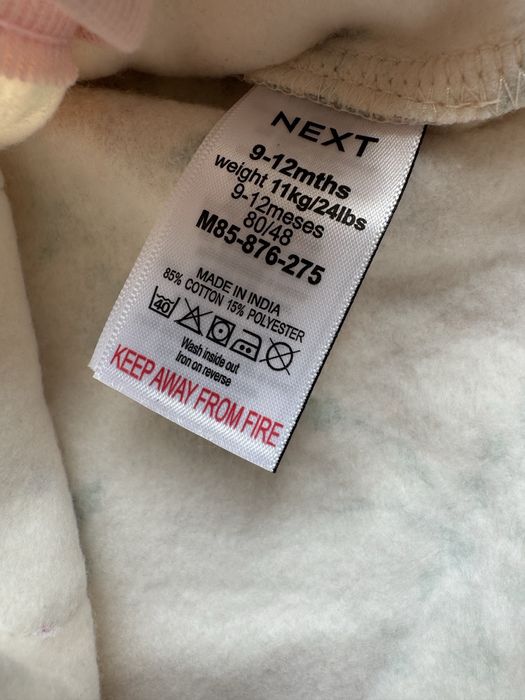 NEXT
9-12mths
weight 11kg/24lbs
9-12meses
80/48
M85-876-275
MADE IN INDIA
85% COTTON 15% POLYESTER
40
Wash inside out
Iron on reverse
KEEP AWAY FROM FIRE